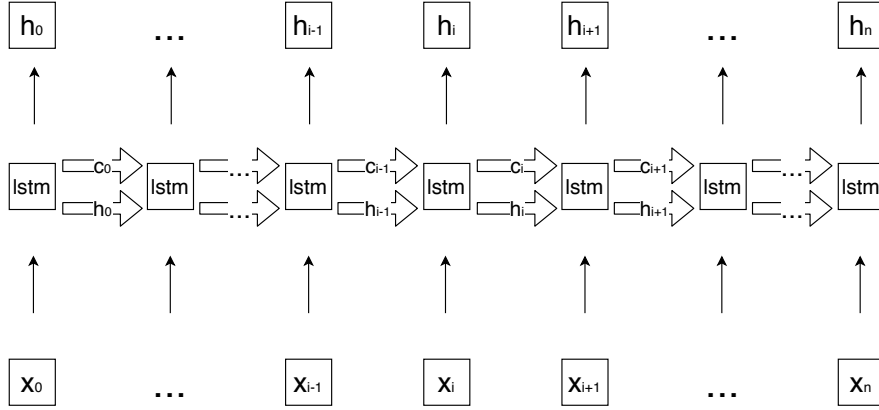 h0 ... hi-1 hi hi+1 ... hn
c0 ... ci-1 ci ci+1 ...
lstm lstm lstm lstm lstm lstm lstm
h0 ... hi-1 hi hi+1 ...
x0 ... xi-1 xi xi+1 ... xn